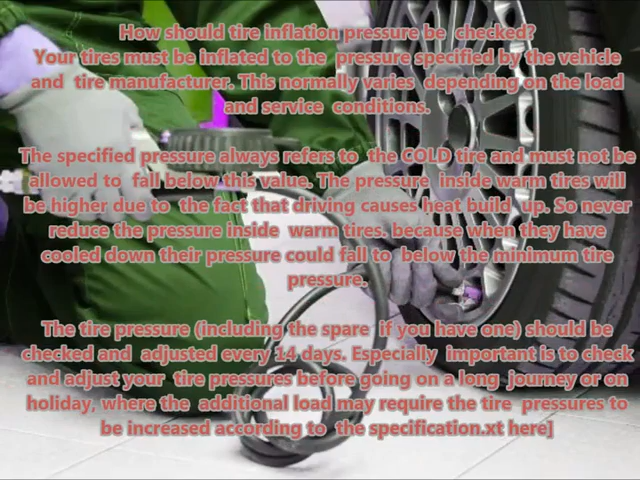 How should tire inflation pressure be checked?
Your tires must be inflated to the pressure specified by the vehicle
and tire manufacturer. This normally varies depending on the load
and service conditions.
The specified pressure always refers to the COLD tire and must not be
allowed to fall below this value. The pressure inside warm tires will
be higher due to the fact that driving causes heat build up. So never
reduce the pressure inside warm tires. because when they have
cooled down their pressure could fall to below the minimum tire
pressure.
The tire pressure (including the spare if you have one) should be
checked and adjusted every 14 days. Especially important is to check
and adjust your tire pressures before going on a long journey or on
holiday, where the additional load may require the tire pressures to
be increased according to the specification.xt here]